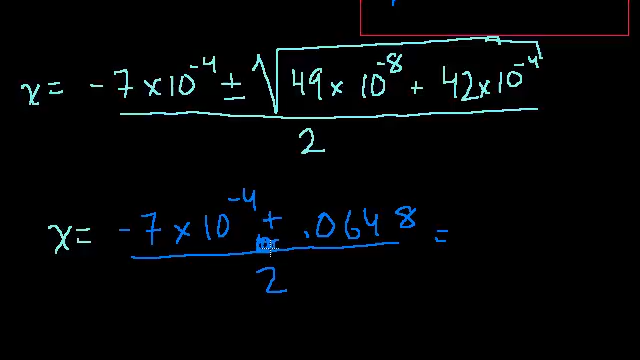 x = -7 × 10⁻⁴ ± √(49 × 10⁻⁸ + 42 × 10⁻⁴)
2
x = -7 × 10⁻⁴ + .0648 =
2